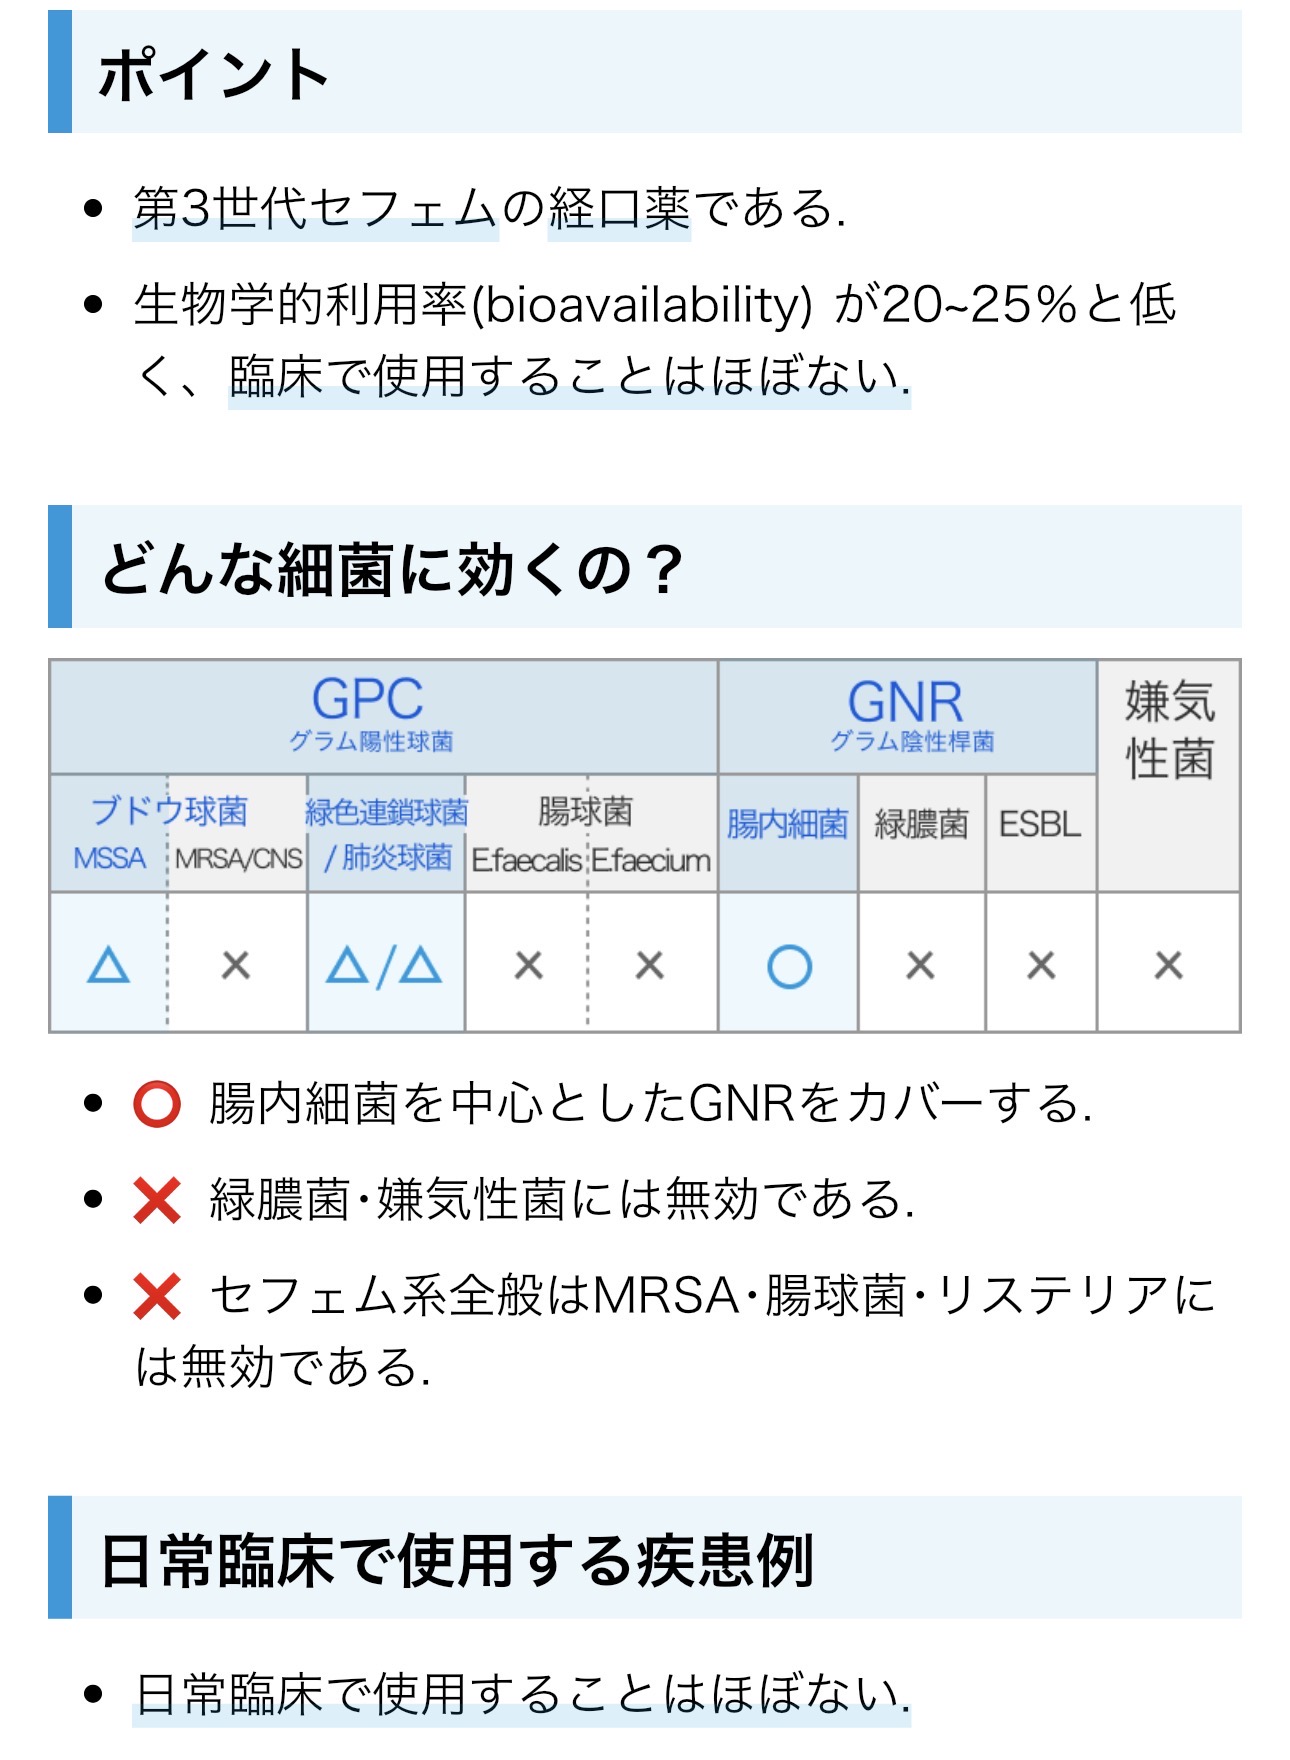 ポイント
• 第3世代セフェムの経口薬である.
• 生物学的利用率(bioavailability) が20~25%と低
く、臨床で使用することはほぼない.
どんな細菌に効くの？
GPC
グラム陽性球菌
GNR
グラム陰性桿菌
嫌気
性菌
ブドウ球菌
MSSA
MRSA/CNS
緑色連鎖球菌
/ 肺炎球菌
腸球菌
Efaecalis
Efaecium
腸内細菌
緑膿菌
ESBL
△ × △/△ × × ○ × × ×
• ⭕ 腸内細菌を中心としたGNRをカバーする.
• ❌ 緑膿菌･嫌気性菌には無効である.
• ❌ セフェム系全般はMRSA･腸球菌･リステリアに
は無効である.
日常臨床で使用する疾患例
• 日常臨床で使用することはほぼない.